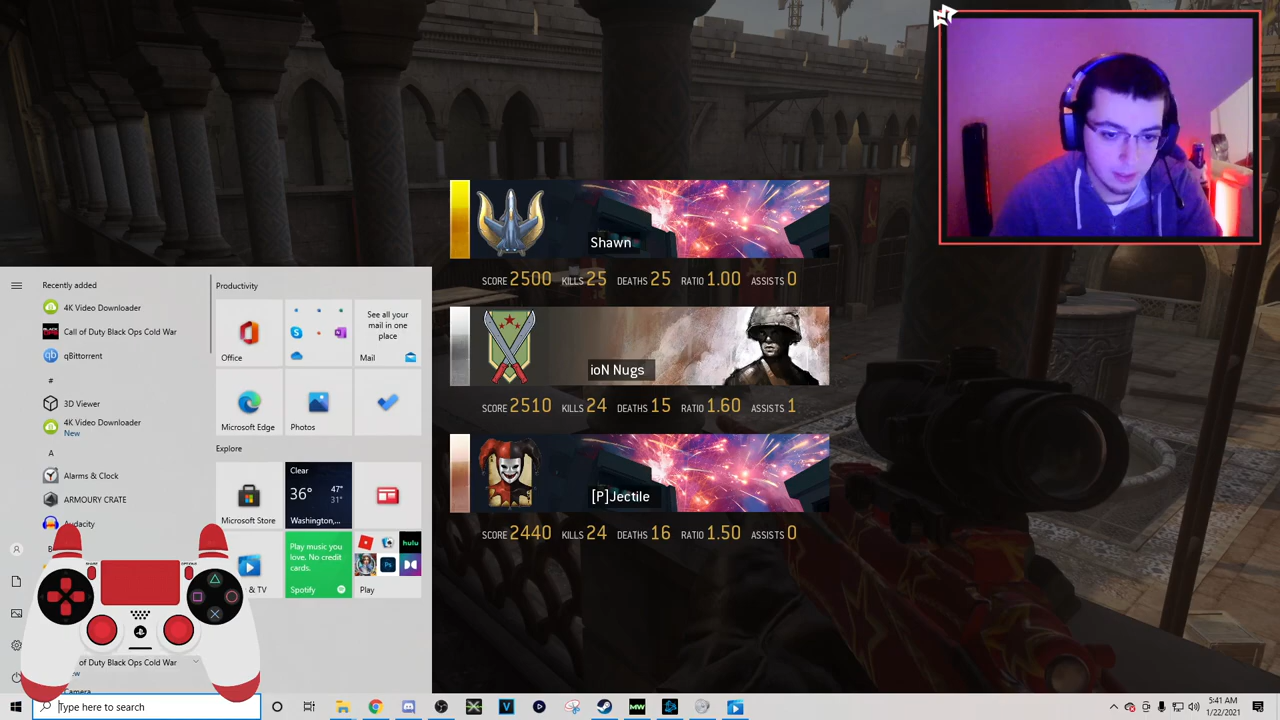 Shawn
SCORE 2500 KILLS 25 DEATHS 25 RATIO 1.00 ASSISTS 0
ioN Nugs
SCORE 2510 KILLS 24 DEATHS 15 RATIO 1.60 ASSISTS 1
[P]Jectile
SCORE 2440 KILLS 24 DEATHS 16 RATIO 1.50 ASSISTS 0
Recently added
4K Video Downloader
Call of Duty Black Ops Cold War
qBittorrent
#
3D Viewer
4K Video Downloader
New
A
Alarms & Clock
ARMOURY CRATE
Audacity
B
of Duty Black Ops Cold War
Camera
Productivity
Office
See all
your mail in one
place
Mail
Microsoft Edge
Photos
Explore
Microsoft Store
Clear
36° 47°
31°
Washington,...
& TV
Play music you
love. No credit
cards.
Spotify
hulu
Ps
Play
Type here to search
V
MW
5:41 AM
1/22/2021